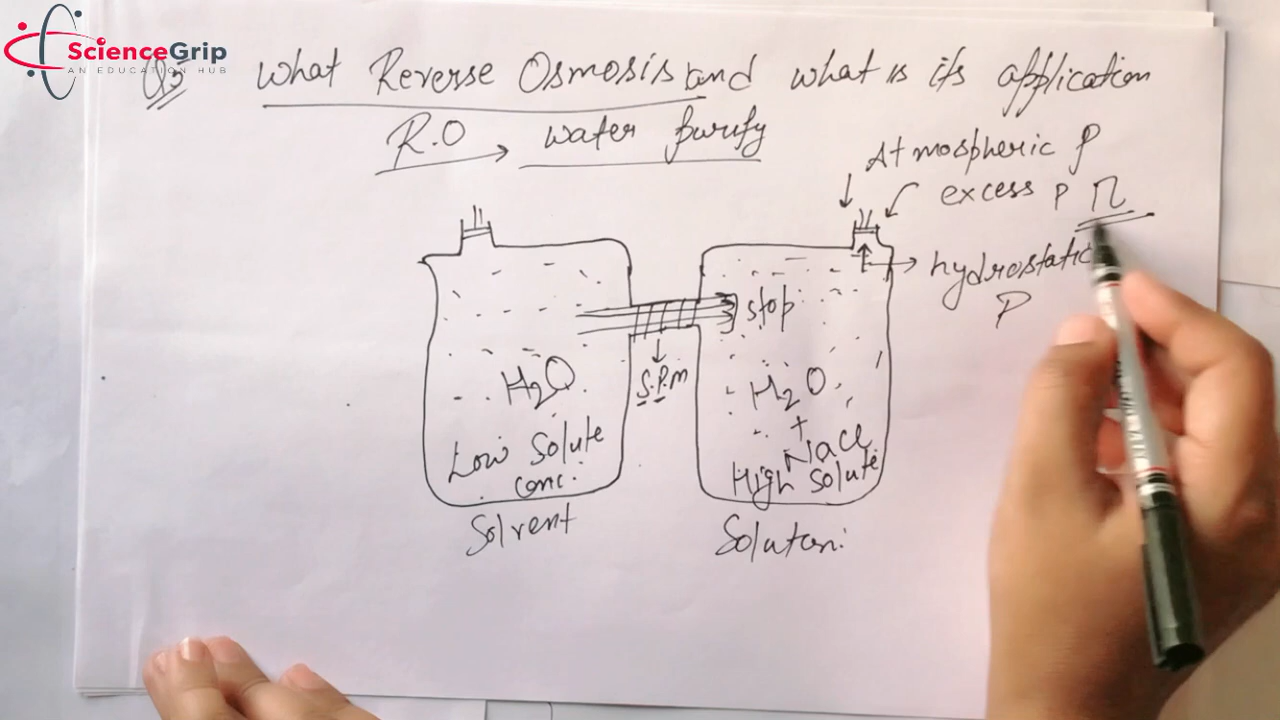 ScienceGrip
AN EDUCATION HUB
Q5 what Reverse Osmosis and what is its application
R.O → water purify
Atmospheric P
excess P π
hydrostatic P
stop
S.P.M
H2O
Low Solute conc.
Solvent
H2O
+
NaCl
High Solute
Solution: